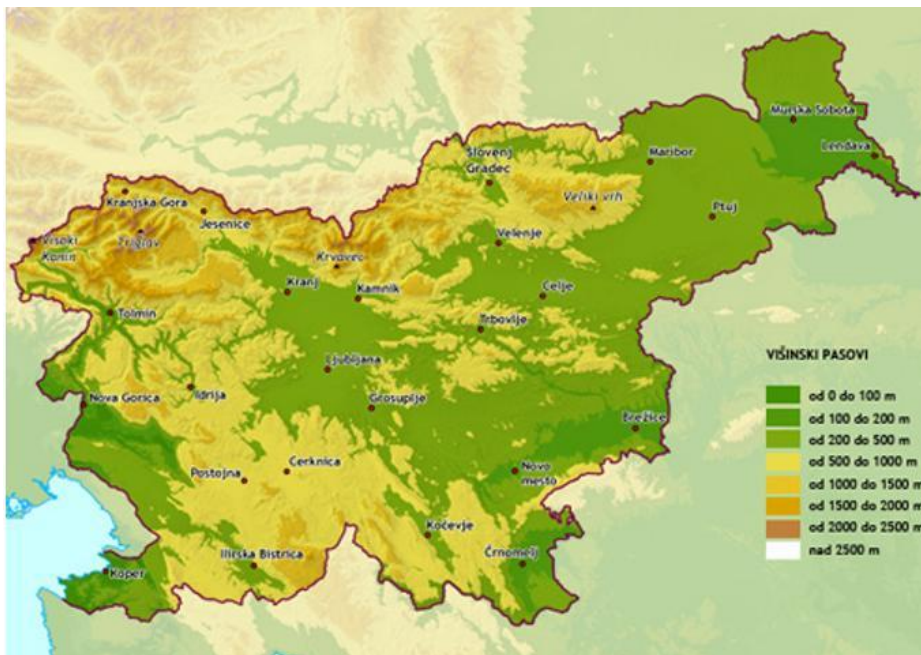 Murska Sobota
Lendava
Maribor
Slovenj
Gradec
Kranjska Gora
Veliki vrh
Jesenice
Ptuj
Triglav
Visoki
Kanin
Velenje
Krvavec
Kranj
Kamnik
Celje
Tolmin
Trbovlje
Ljubljana
Idrija
Nova Gorica
Grosuplje
Brežice
Cerknica
Postojna
Novo
mesto
Kočevje
Črnomelj
Ilirska Bistrica
Koper
VIŠINSKI PASOVI
od 0 do 100 m
od 100 do 200 m
od 200 do 500 m
od 500 do 1000 m
od 1000 do 1500 m
od 1500 do 2000 m
od 2000 do 2500 m
nad 2500 m